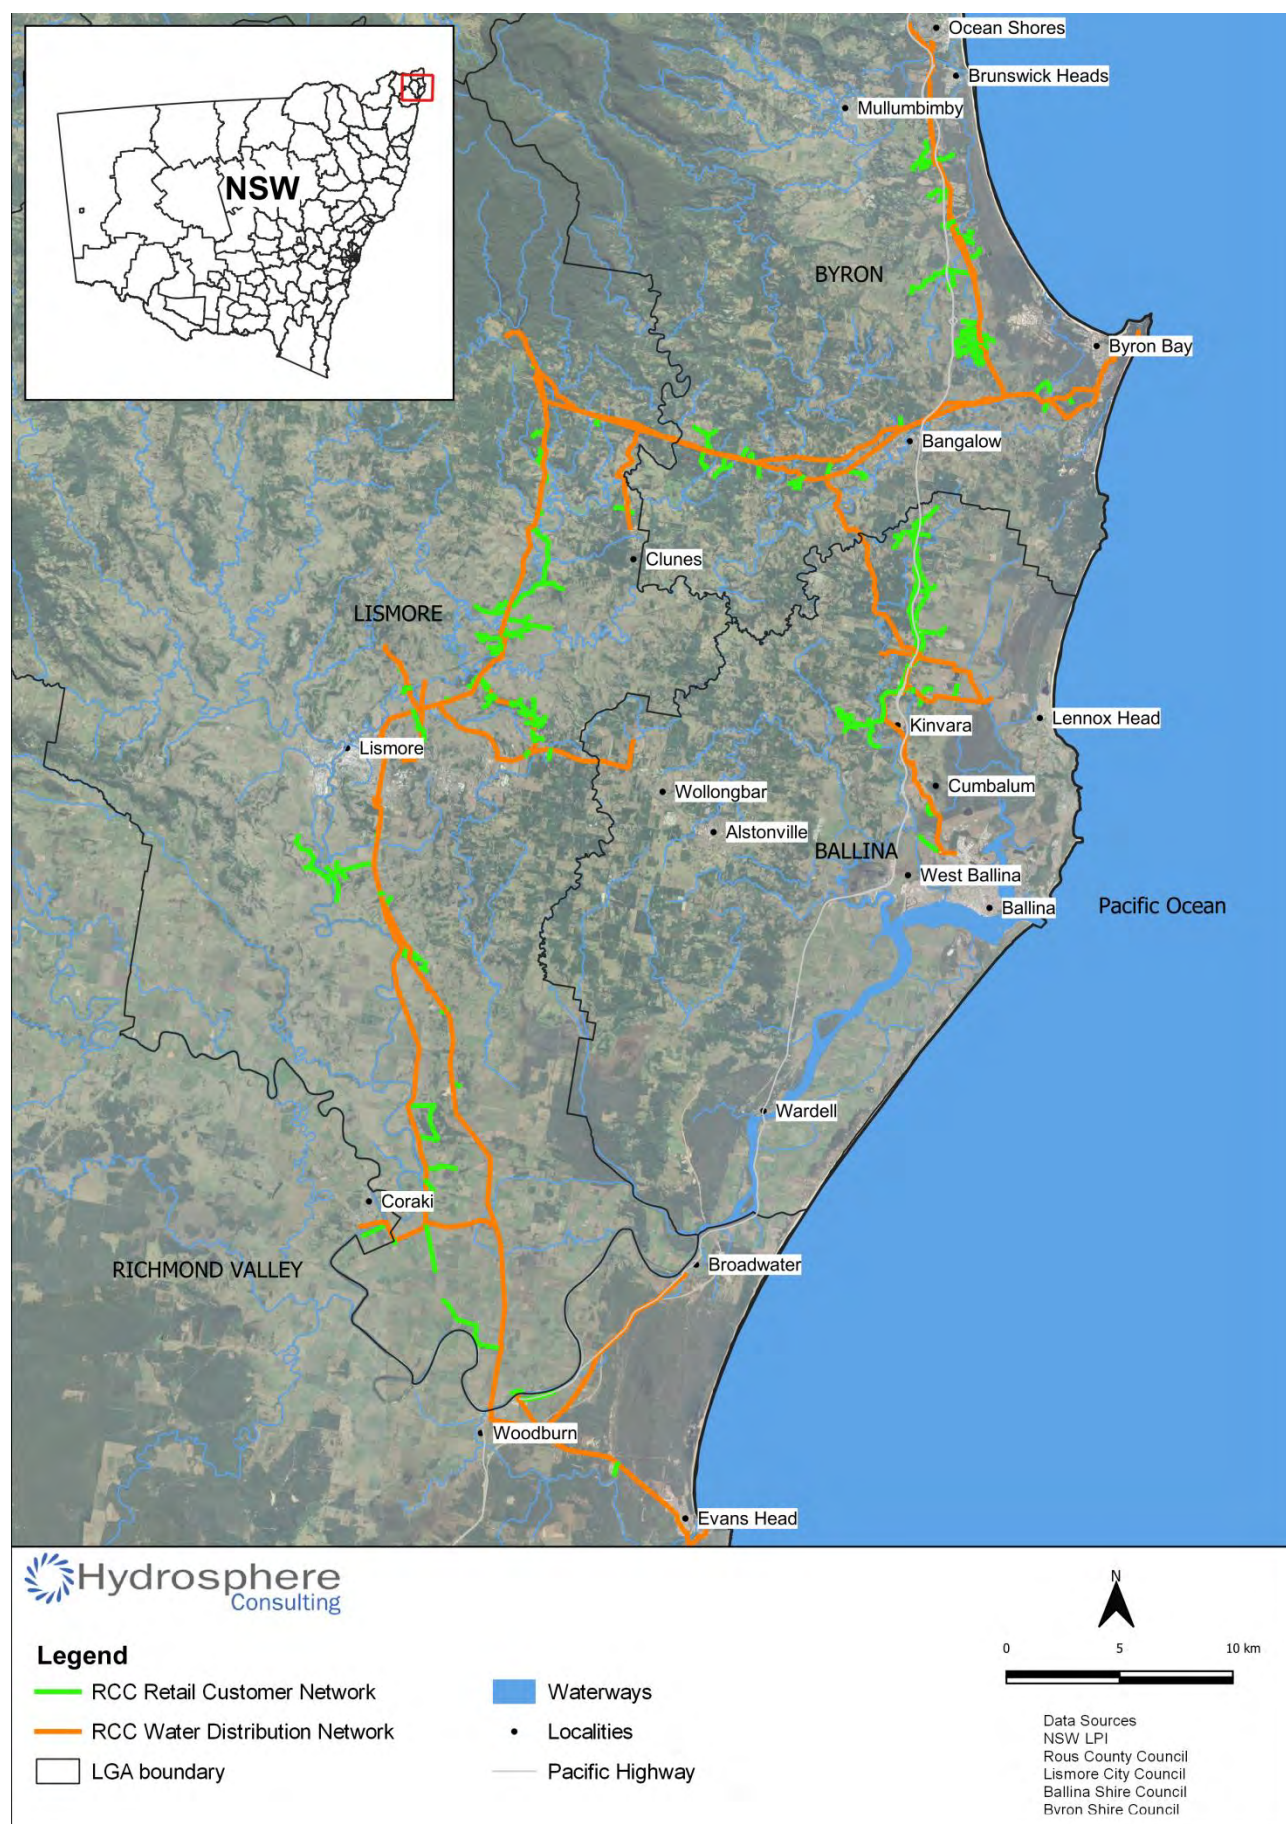 NSW
Ocean Shores
Brunswick Heads
Mullumbimby
BYRON
Byron Bay
Bangalow
Clunes
LISMORE
Lennox Head
Kinvara
Lismore
Cumbalum
Wollongbar
Alstonville
BALLINA
West Ballina
Ballina
Pacific Ocean
Wardell
Coraki
Broadwater
RICHMOND VALLEY
Woodburn
Evans Head
Hydrosphere
Consulting
N
0 5 10 km
Legend
RCC Retail Customer Network
RCC Water Distribution Network
LGA boundary
Waterways
Localities
Pacific Highway
Data Sources
NSW LPI
Rous County Council
Lismore City Council
Ballina Shire Council
Byron Shire Council